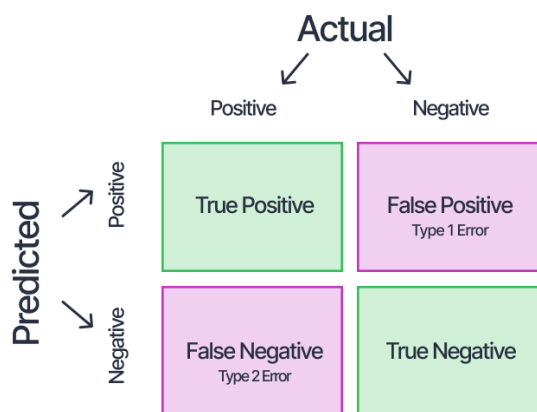 Actual
Positive
Negative
Predicted
Positive
True Positive
False Positive
Type 1 Error
Negative
False Negative
Type 2 Error
True Negative